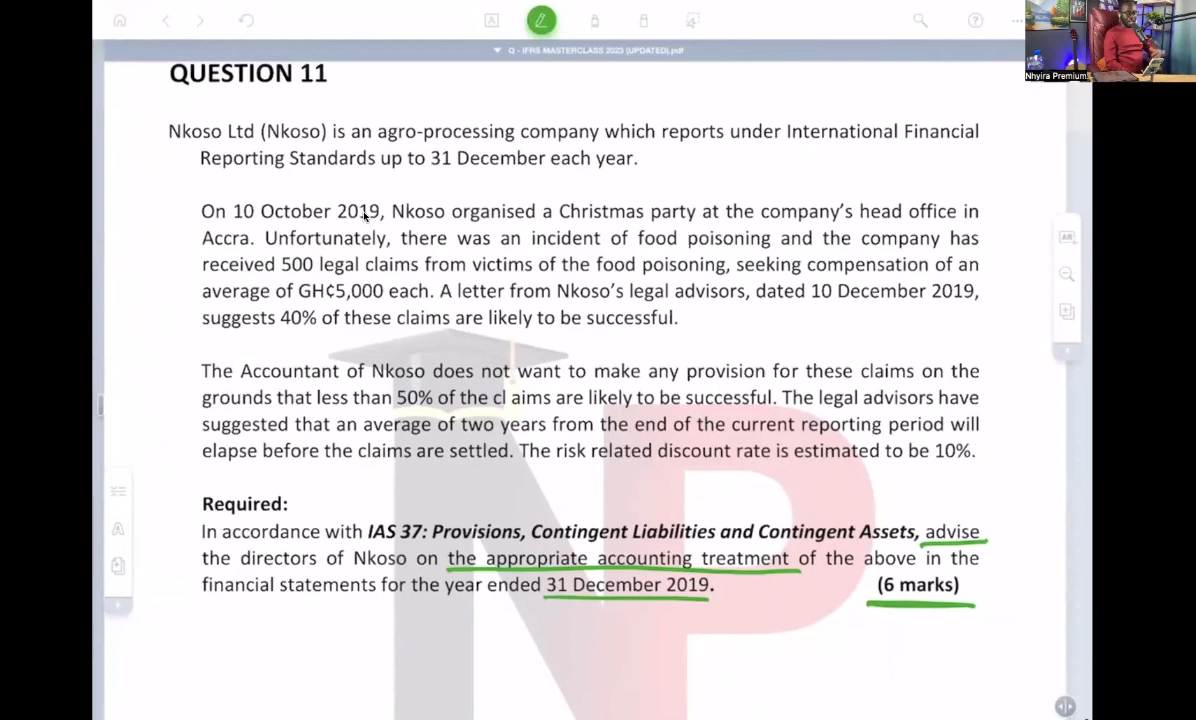 Q - IFRS MASTERCLASS 2023 (UPDATED).pdf
Nhyira Premium
QUESTION 11
Nkoso Ltd (Nkoso) is an agro-processing company which reports under International Financial
Reporting Standards up to 31 December each year.
On 10 October 2019, Nkoso organised a Christmas party at the company's head office in
Accra. Unfortunately, there was an incident of food poisoning and the company has
received 500 legal claims from victims of the food poisoning, seeking compensation of an
average of GH¢5,000 each. A letter from Nkoso's legal advisors, dated 10 December 2019,
suggests 40% of these claims are likely to be successful.
The Accountant of Nkoso does not want to make any provision for these claims on the
grounds that less than 50% of the cl aims are likely to be successful. The legal advisors have
suggested that an average of two years from the end of the current reporting period will
elapse before the claims are settled. The risk related discount rate is estimated to be 10%.
Required:
In accordance with IAS 37: Provisions, Contingent Liabilities and Contingent Assets, advise
the directors of Nkoso on the appropriate accounting treatment of the above in the
financial statements for the year ended 31 December 2019. (6 marks)
NP